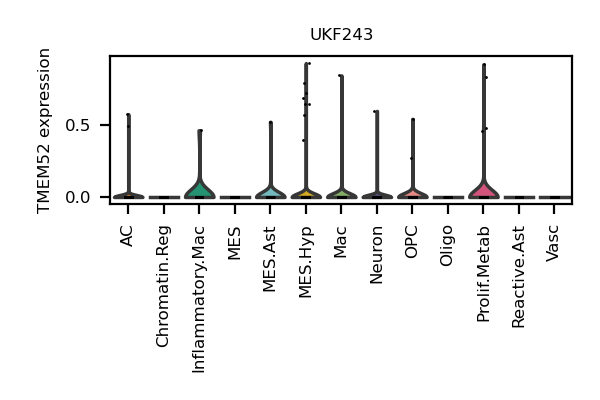 UKF243
TMEM52 expression
0.5
0.0
AC
Chromatin.Reg
Inflammatory.Mac
MES
MES.Ast
MES.Hyp
Mac
Neuron
OPC
Oligo
Prolif.Metab
Reactive.Ast
Vasc